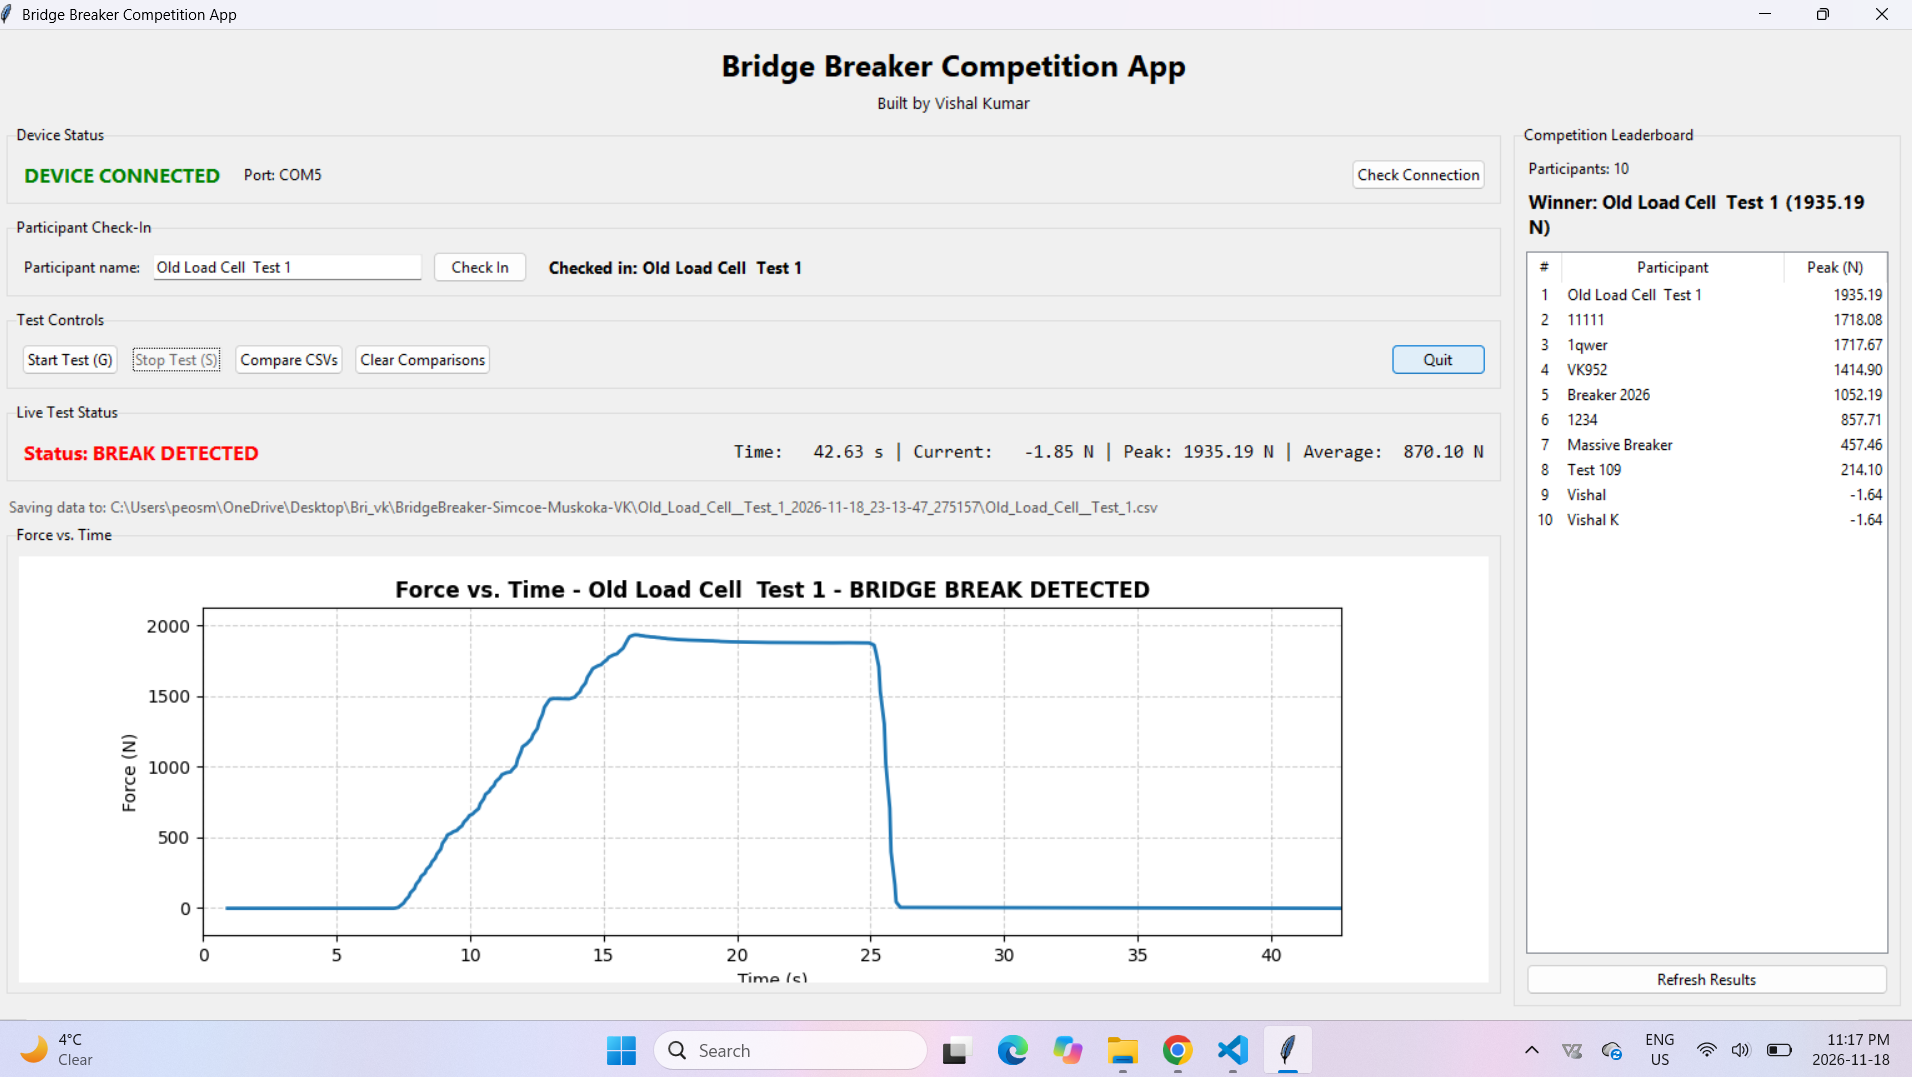 Bridge Breaker Competition App
Bridge Breaker Competition App
Built by Vishal Kumar
Device Status
DEVICE CONNECTED Port: COM5 Check Connection
Participant Check-In
Participant name: Old Load Cell  Test 1 Check In Checked in: Old Load Cell  Test 1
Test Controls
Start Test (G) Stop Test (S) Compare CSVs Clear Comparisons Quit
Live Test Status
Status: BREAK DETECTED Time:   42.63 s | Current:   -1.85 N | Peak: 1935.19 N | Average:  870.10 N
Saving data to: C:\Users\peosm\OneDrive\Desktop\Bri_vk\BridgeBreaker-Simcoe-Muskoka-VK\Old_Load_Cell__Test_1_2026-11-18_23-13-47_275157\Old_Load_Cell__Test_1.csv
Force vs. Time
Force vs. Time - Old Load Cell  Test 1 - BRIDGE BREAK DETECTED
Force (N)
2000
1500
1000
500
0
0 5 10 15 20 25 30 35 40
Time (s)
Competition Leaderboard
Participants: 10
Winner: Old Load Cell  Test 1 (1935.19
N)
# Participant Peak (N)
1 Old Load Cell  Test 1 1935.19
2 11111 1718.08
3 1qwer 1717.67
4 VK952 1414.90
5 Breaker 2026 1052.19
6 1234 857.71
7 Massive Breaker 457.46
8 Test 109 214.10
9 Vishal -1.64
10 Vishal K -1.64
Refresh Results
4°C
Clear
Search
ENG
US
11:17 PM
2026-11-18